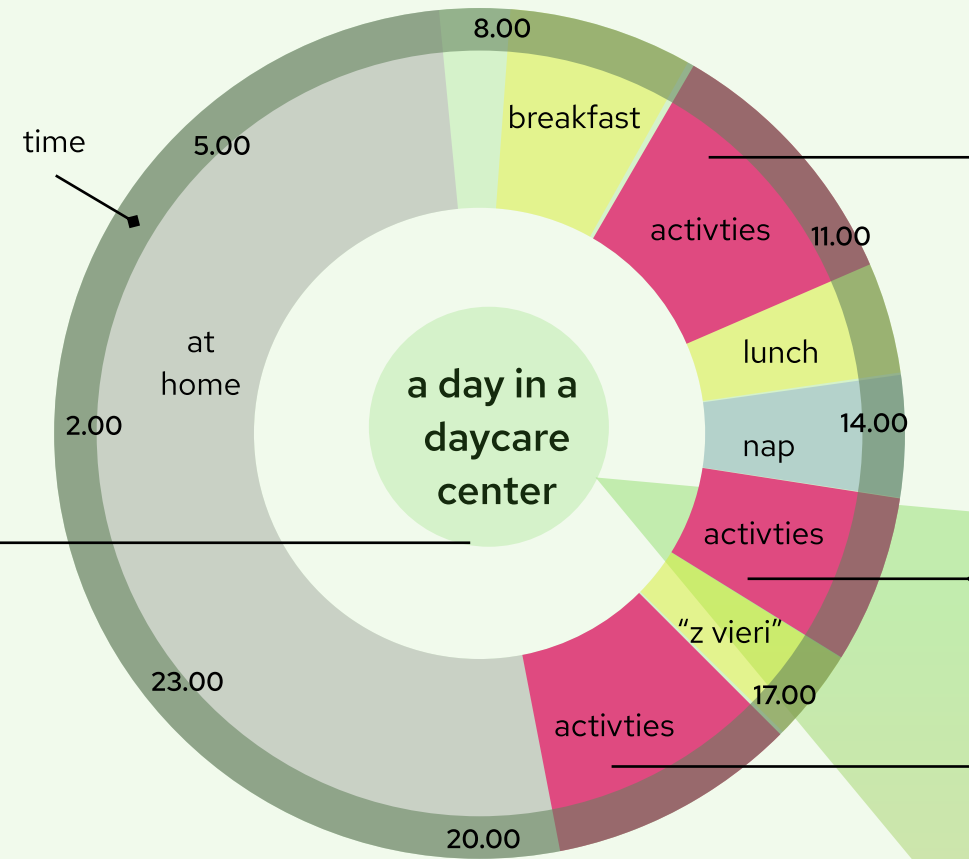 8.00
breakfast
time
5.00
activties
11.00
at
home
lunch
a day in a
daycare
center
14.00
2.00
nap
activties
"z vieri"
23.00
17.00
activties
20.00